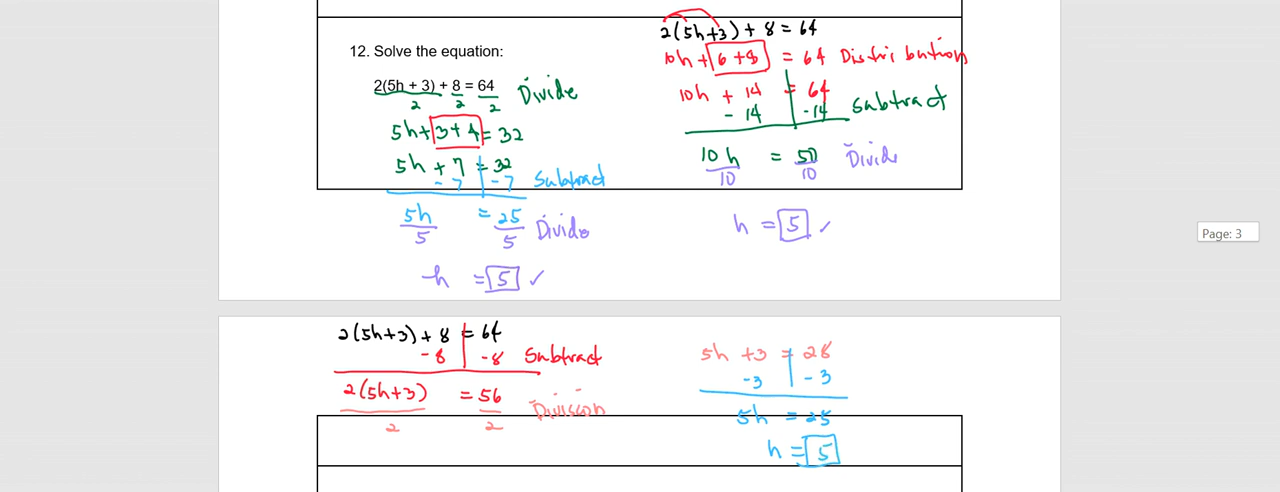 12. Solve the equation:
2(5h + 3) + 8 = 64 Divide
2 2 2
5h + 3 + 4 = 32
5h + 7 = 32
- 7 - 7 Subtract
5h = 25 Divide
5 5
h = 5 ✓
2(5h+3) + 8 = 64
10h + 6 + 8 = 64 Distribution
10h + 14 = 64
- 14 - 14 subtract
10h = 50 Divide
10 10
h = 5 ✓
Page: 3
2(5h+3) + 8 = 64
-8 -8 Subtract
2(5h+3) = 56 Division
2 2
5h + 3 = 28
-3 - 3
5h = 25
h = 5